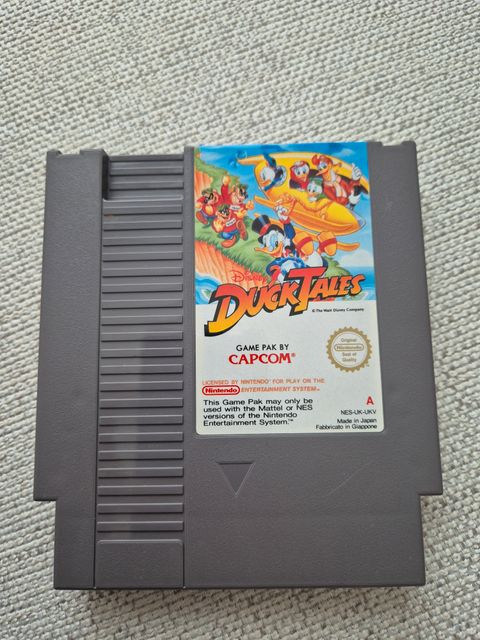 Disney's
DUCKTALES
© The Walt Disney Company
GAME PAK BY
CAPCOM®
Original
Nintendo
Seal of
Quality
LICENSED BY NINTENDO® FOR PLAY ON THE
Nintendo ENTERTAINMENT SYSTEM™
This Game Pak may only be
used with the Mattel or NES
versions of the Nintendo
Entertainment System.™
A
NES-UK-UKV
Made in Japan
Fabbricato in Giappone